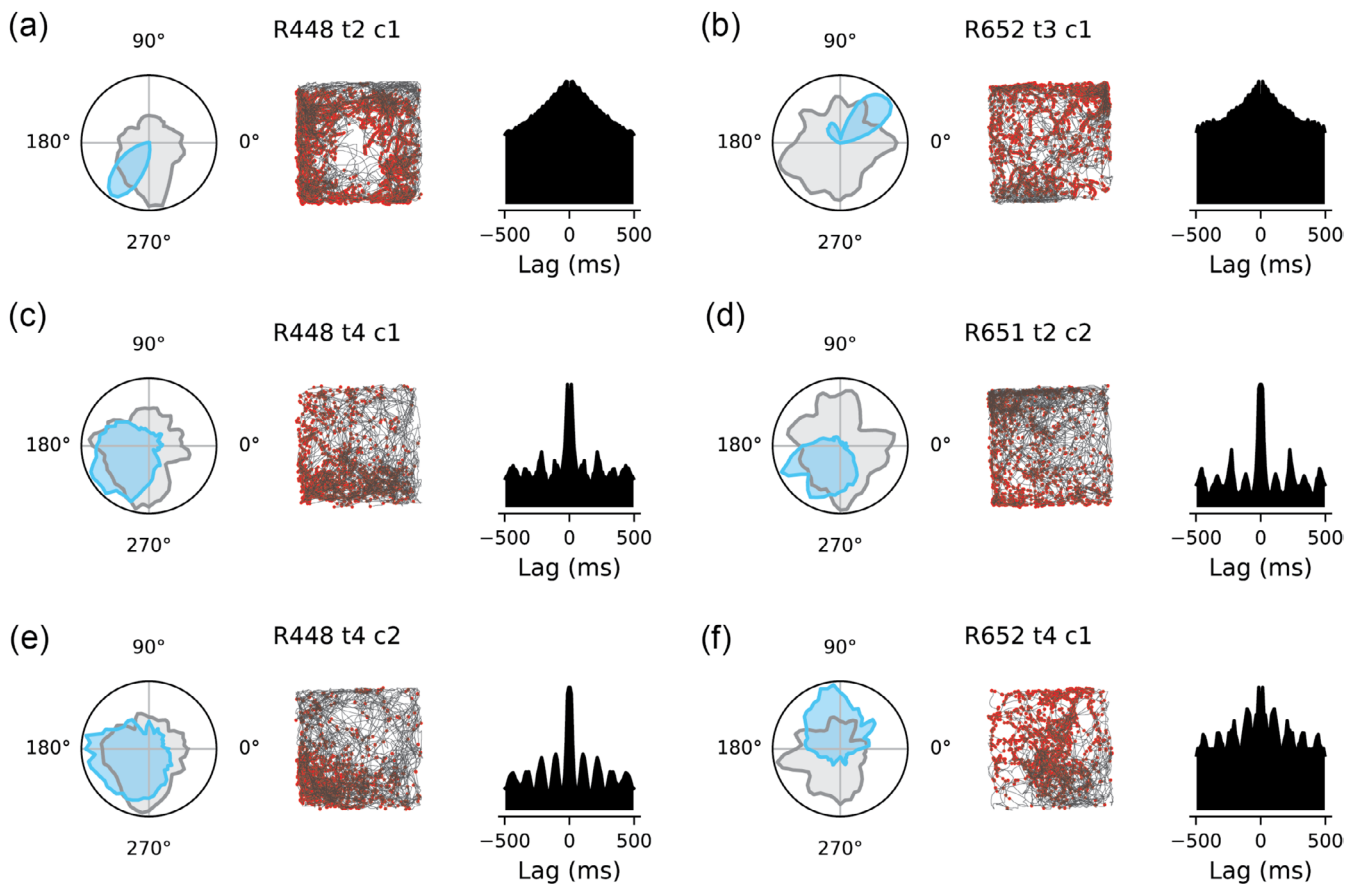 (a) R448 t2 c1
90°
180° 0°
270°
−500 0 500
Lag (ms)
(b) R652 t3 c1
90°
180° 0°
270°
−500 0 500
Lag (ms)
(c) R448 t4 c1
90°
180° 0°
270°
−500 0 500
Lag (ms)
(d) R651 t2 c2
90°
180° 0°
270°
−500 0 500
Lag (ms)
(e) R448 t4 c2
90°
180° 0°
270°
−500 0 500
Lag (ms)
(f) R652 t4 c1
90°
180° 0°
270°
−500 0 500
Lag (ms)